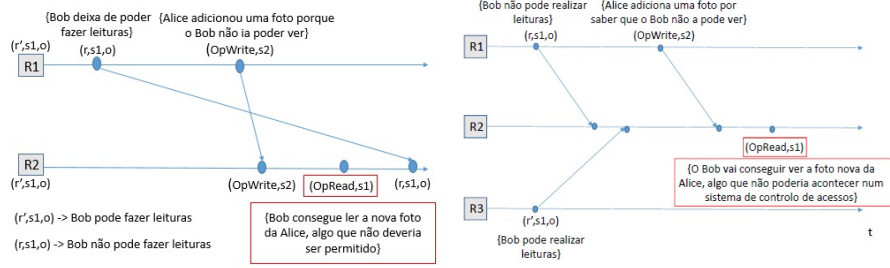 {Bob deixa de poder
fazer leituras}
{Alice adicionou uma foto porque
o Bob não ia poder ver}
(r',s1,o)
(r,s1,o)
(OpWrite,s2)
R1
R2
(r',s1,o)
(OpWrite,s2)
(OpRead,s1)
(r,s1,o)
(r',s1,o) -> Bob pode fazer leituras
(r,s1,o) -> Bob não pode fazer leituras
{Bob consegue ler a nova foto
da Alice, algo que não deveria
ser permitido}
{Bob não pode realizar
leituras}
{Alice adiciona uma foto por
saber que o Bob não a pode ver}
(r,s1,o)
(OpWrite,s2)
R1
R2
(OpRead,s1)
{O Bob vai conseguir ver a foto nova da
Alice, algo que não poderia acontecer num
sistema de controlo de acessos}
R3
(r',s1,o)
{Bob pode realizar
leituras}
t